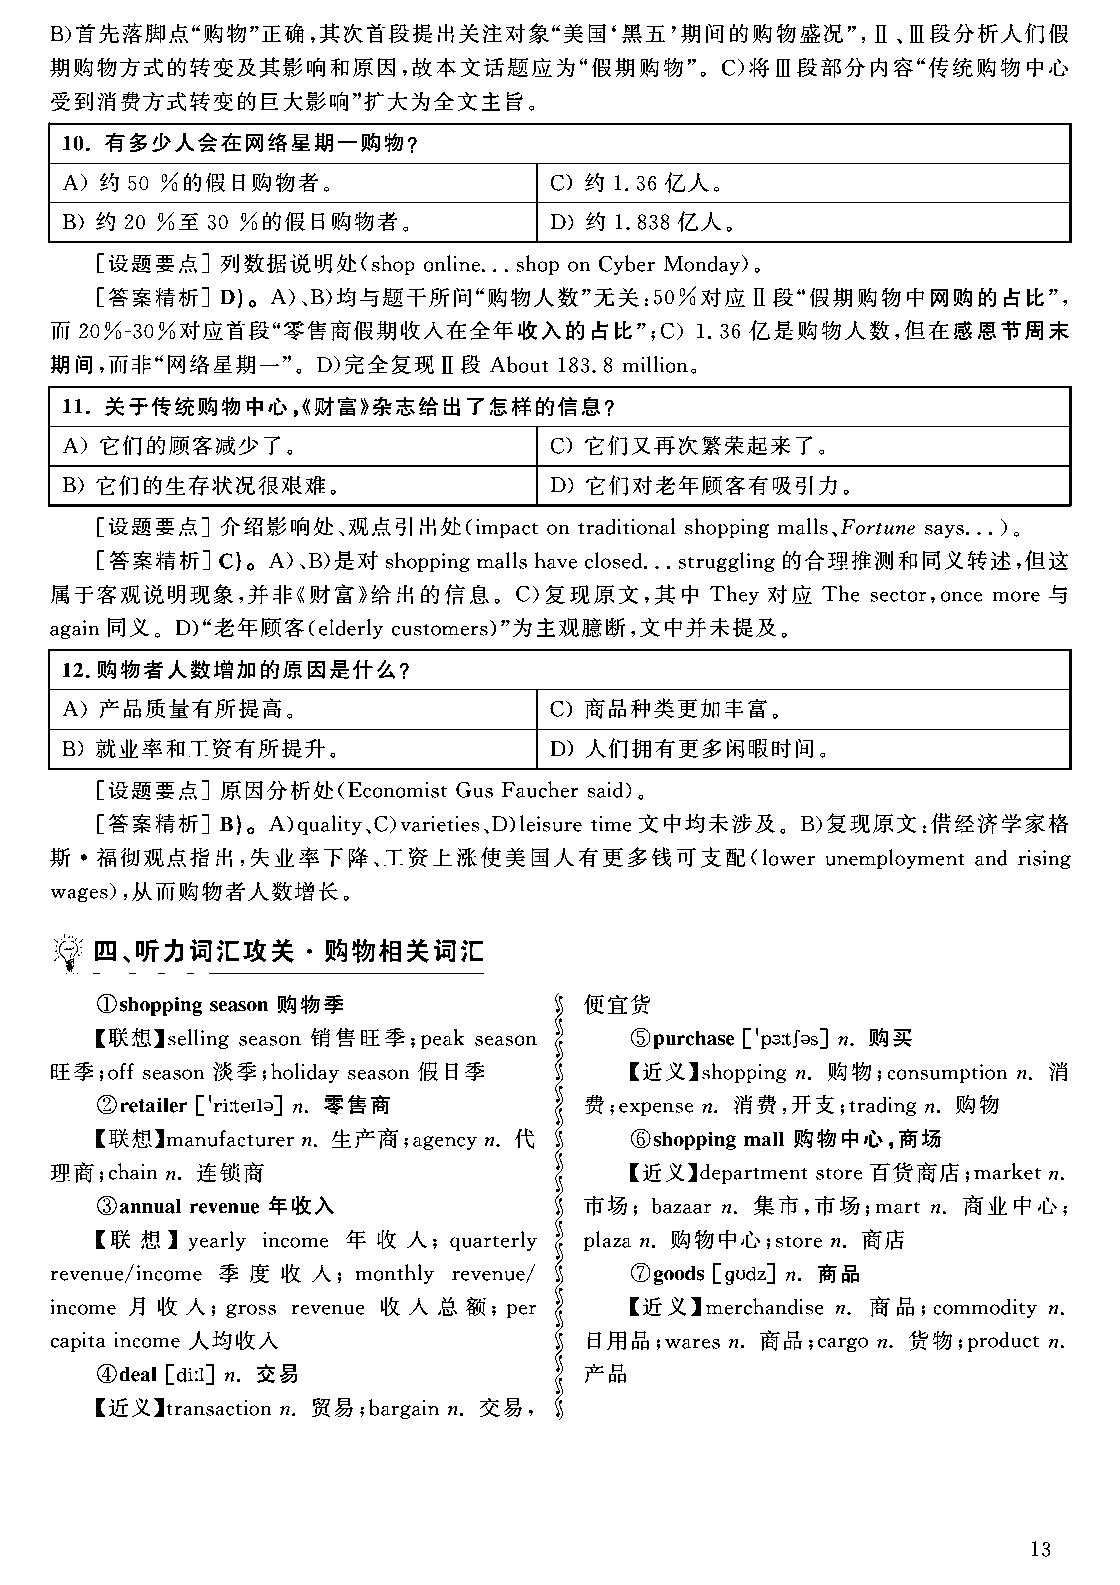 B)首先落脚点“购物”正确,其次首段提出关注对象“美国‘黑五’期间的购物盛况”,Ⅱ、Ⅲ段分析人们假
期购物方式的转变及其影响和原因,故本文话题应为“假期购物”。C)将Ⅲ段部分内容“传统购物中心
受到消费方式转变的巨大影响”扩大为全文主旨。
10. 有多少人会在网络星期一购物?
A) 约 50 %的假日购物者。
C) 约 1.36 亿人。
B) 约 20 %至 30 %的假日购物者。
D) 约 1.838 亿人。
[设题要点] 列数据说明处(shop online...shop on Cyber Monday)。
[答案精析] D)。A)、B)均与题干所问“购物人数”无关:50%对应Ⅱ段“假期购物中网购的占比”,
而 20%-30%对应首段“零售商假期收入在全年收入的占比”;C) 1.36 亿是购物人数,但在感恩节周末
期间,而非“网络星期一”。D)完全复现Ⅱ段 About 183.8 million。
11. 关于传统购物中心,《财富》杂志给出了怎样的信息?
A) 它们的顾客减少了。
C) 它们又再次繁荣起来了。
B) 它们的生存状况很艰难。
D) 它们对老年顾客有吸引力。
[设题要点] 介绍影响处、观点引出处(impact on traditional shopping malls、Fortune says...)。
[答案精析] C)。A)、B)是对 shopping malls have closed...struggling 的合理推测和同义转述,但这
属于客观说明现象,并非《财富》给出的信息。C)复现原文,其中 They 对应 The sector,once more 与
again 同义。D)“老年顾客(elderly customers)”为主观臆断,文中并未提及。
12. 购物者人数增加的原因是什么?
A) 产品质量有所提高。
C) 商品种类更加丰富。
B) 就业率和工资有所提升。
D) 人们拥有更多闲暇时间。
[设题要点] 原因分析处(Economist Gus Faucher said)。
[答案精析] B)。A)quality、C)varieties、D)leisure time 文中均未涉及。B)复现原文:借经济学家格
斯·福彻观点指出,失业率下降、工资上涨使美国人有更多钱可支配(lower unemployment and rising
wages),从而购物者人数增长。
四、听力词汇攻关·购物相关词汇
①shopping season 购物季
【联想】selling season 销售旺季;peak season
旺季;off season 淡季;holiday season 假日季
②retailer [ˈriːteɪlə] n. 零售商
【联想】manufacturer n. 生产商;agency n. 代
理商;chain n. 连锁商
③annual revenue 年收入
【联想】yearly income 年收入; quarterly
revenue/income 季度收入; monthly revenue/
income 月收入; gross revenue 收入总额; per
capita income 人均收入
④deal [diːl] n. 交易
【近义】transaction n. 贸易;bargain n. 交易,
便宜货
⑤purchase [ˈpɜːtʃəs] n. 购买
【近义】shopping n. 购物;consumption n. 消
费;expense n. 消费,开支;trading n. 购物
⑥shopping mall 购物中心,商场
【近义】department store 百货商店;market n.
市场; bazaar n. 集市,市场;mart n. 商业中心;
plaza n. 购物中心;store n. 商店
⑦goods [ɡʊdz] n. 商品
【近义】merchandise n. 商品;commodity n.
日用品;wares n. 商品;cargo n. 货物;product n.
产品
13